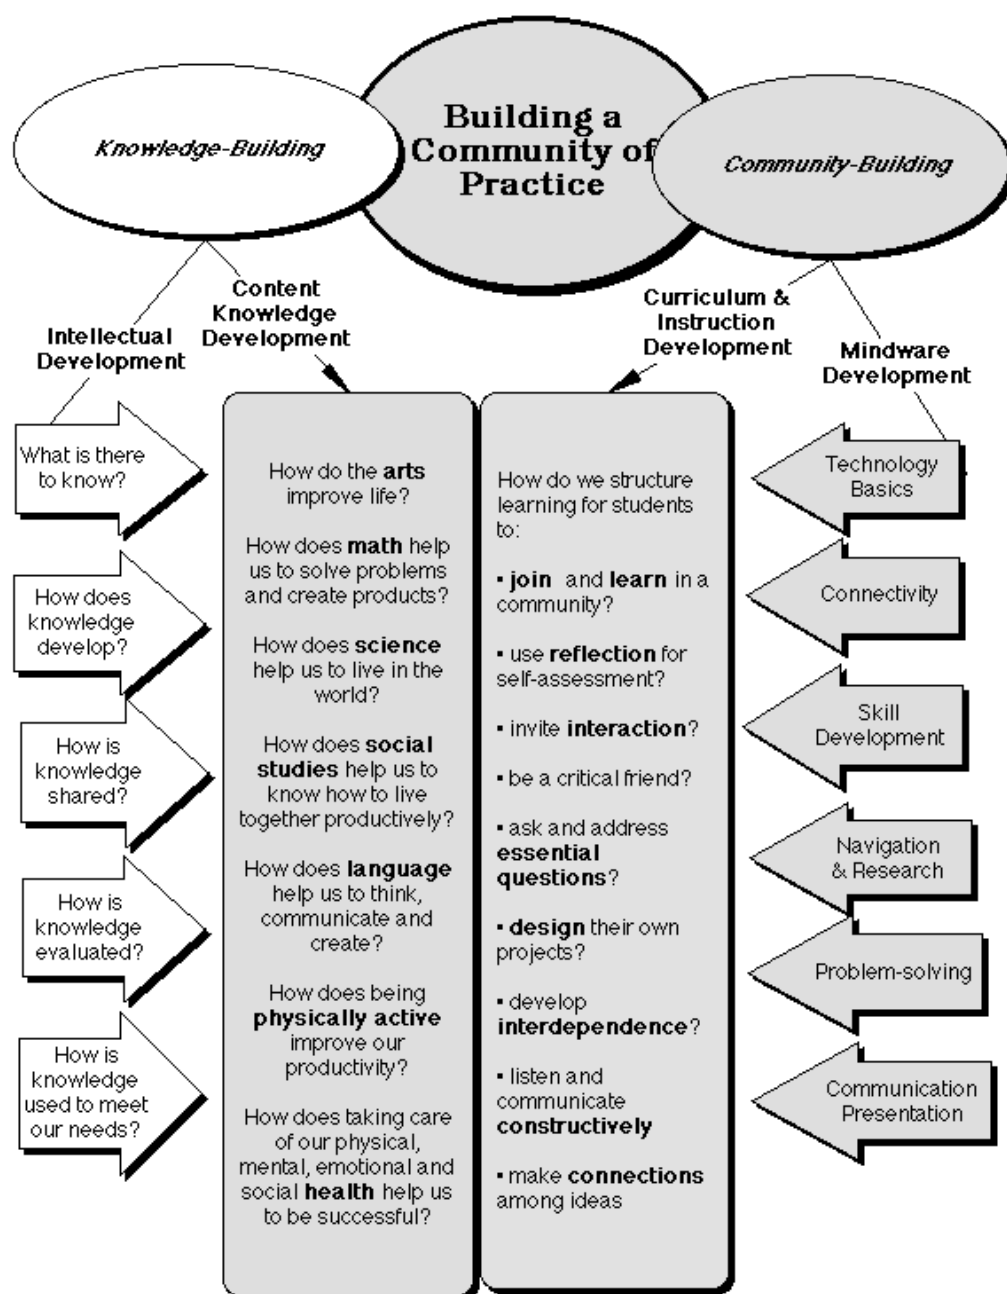 Building a
Community of
Practice
Knowledge-Building
Community-Building
Intellectual
Development
Content
Knowledge
Development
Curriculum &
Instruction
Development
Mindware
Development
What is there
to know?
How does
knowledge
develop?
How is
knowledge
shared?
How is
knowledge
evaluated?
How is
knowledge
used to meet
our needs?
How do the arts
improve life?
How does math help
us to solve problems
and create products?
How does science
help us to live in the
world?
How does social
studies help us to
know how to live
together productively?
How does language
help us to think,
communicate and
create?
How does being
physically active
improve our
productivity?
How does taking care
of our physical,
mental, emotional and
social health help us
to be successful?
How do we structure
learning for students
to:
▪ join and learn in a
community?
▪ use reflection for
self-assessment?
▪ invite interaction?
▪ be a critical friend?
▪ ask and address
essential
questions?
▪ design their own
projects?
▪ develop
interdependence?
▪ listen and
communicate
constructively
▪ make connections
among ideas
Technology
Basics
Connectivity
Skill
Development
Navigation
& Research
Problem-solving
Communication
Presentation